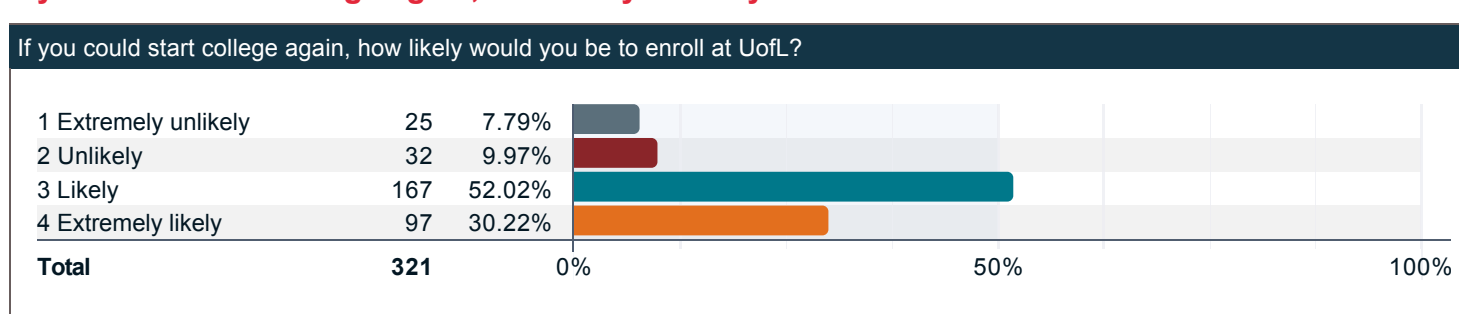 If you could start college again, how likely would you be to enroll at UofL?
1 Extremely unlikely 25 7.79%
2 Unlikely 32 9.97%
3 Likely 167 52.02%
4 Extremely likely 97 30.22%
Total 321 0% 50% 100%